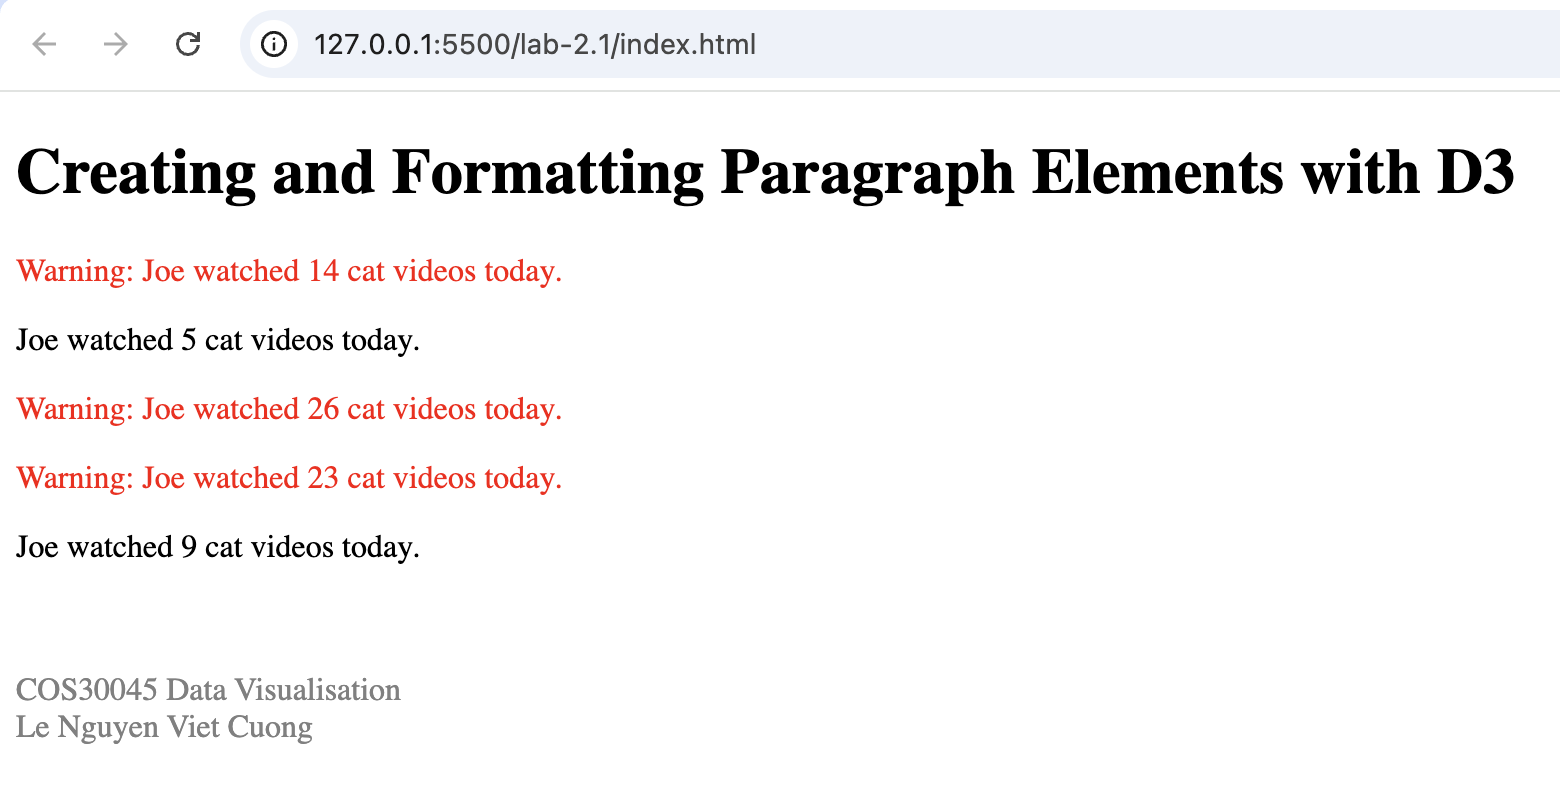 127.0.0.1:5500/lab-2.1/index.html
Creating and Formatting Paragraph Elements with D3
Warning: Joe watched 14 cat videos today.
Joe watched 5 cat videos today.
Warning: Joe watched 26 cat videos today.
Warning: Joe watched 23 cat videos today.
Joe watched 9 cat videos today.
COS30045 Data Visualisation
Le Nguyen Viet Cuong